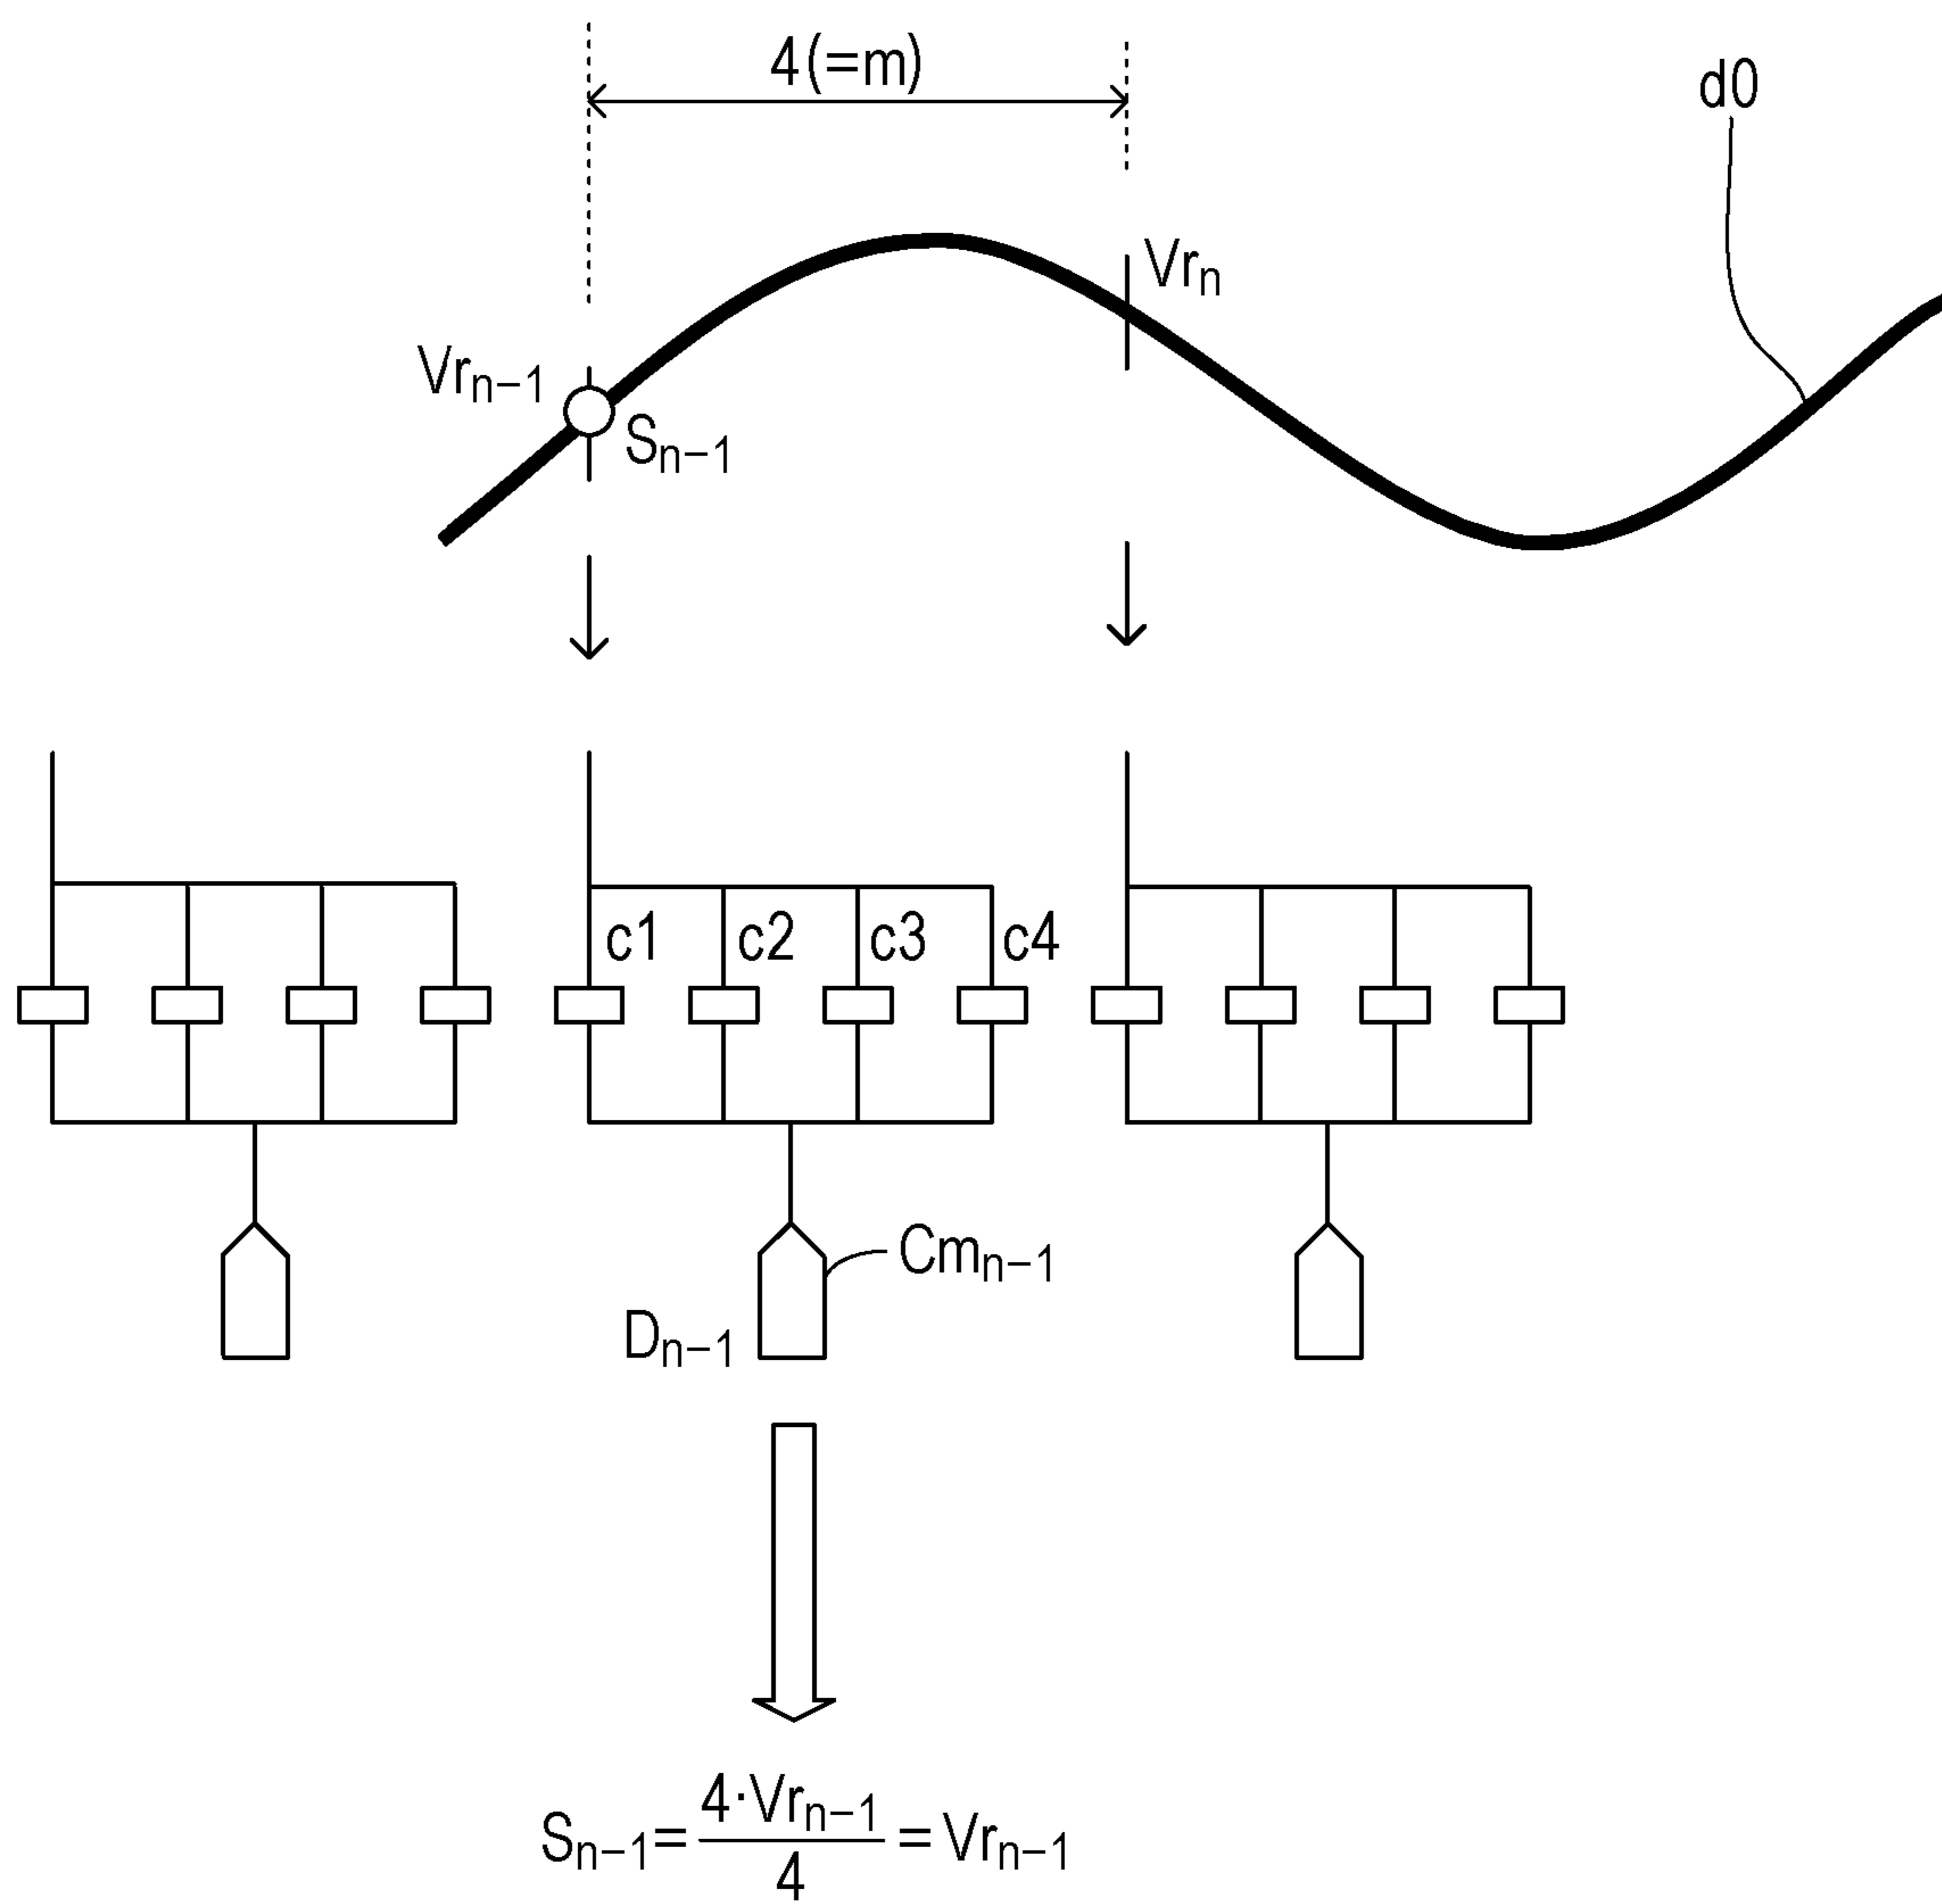 4(=m)
d0
Vrn
Vrn−1
Sn−1
c1 c2 c3 c4
Cmn−1
Dn−1
Sn−1 = 4·Vrn−1 / 4 = Vrn−1